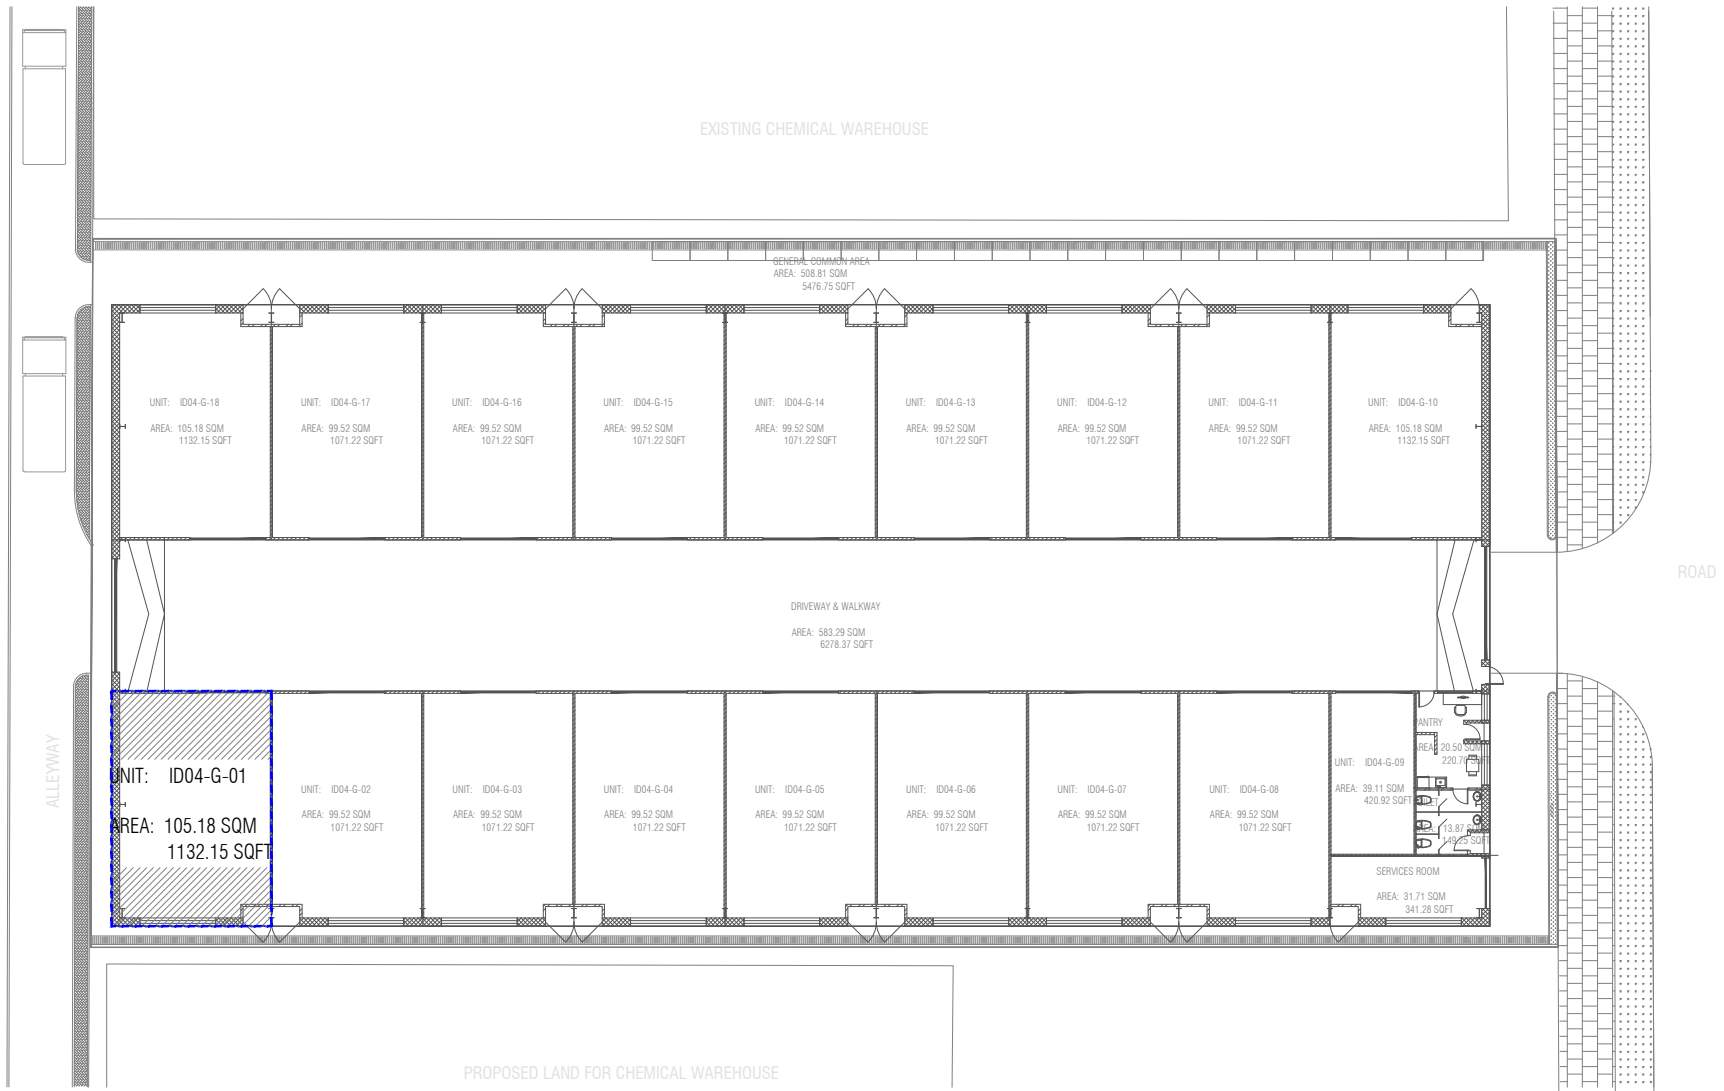 EXISTING CHEMICAL WAREHOUSE
GENERAL COMMON AREA
AREA: 508.81 SQM
5476.75 SQFT
UNIT: ID04-G-18
AREA: 105.18 SQM
1132.15 SQFT
UNIT: ID04-G-17
AREA: 99.52 SQM
1071.22 SQFT
UNIT: ID04-G-16
AREA: 99.52 SQM
1071.22 SQFT
UNIT: ID04-G-15
AREA: 99.52 SQM
1071.22 SQFT
UNIT: ID04-G-14
AREA: 99.52 SQM
1071.22 SQFT
UNIT: ID04-G-13
AREA: 99.52 SQM
1071.22 SQFT
UNIT: ID04-G-12
AREA: 99.52 SQM
1071.22 SQFT
UNIT: ID04-G-11
AREA: 99.52 SQM
1071.22 SQFT
UNIT: ID04-G-10
AREA: 105.18 SQM
1132.15 SQFT
ROAD
DRIVEWAY & WALKWAY
AREA: 583.29 SQM
6278.37 SQFT
ALLEYWAY
UNIT: ID04-G-01
AREA: 105.18 SQM
1132.15 SQFT
UNIT: ID04-G-02
AREA: 99.52 SQM
1071.22 SQFT
UNIT: ID04-G-03
AREA: 99.52 SQM
1071.22 SQFT
UNIT: ID04-G-04
AREA: 99.52 SQM
1071.22 SQFT
UNIT: ID04-G-05
AREA: 99.52 SQM
1071.22 SQFT
UNIT: ID04-G-06
AREA: 99.52 SQM
1071.22 SQFT
UNIT: ID04-G-07
AREA: 99.52 SQM
1071.22 SQFT
UNIT: ID04-G-08
AREA: 99.52 SQM
1071.22 SQFT
UNIT: ID04-G-09
AREA: 39.11 SQM
420.92 SQFT
PANTRY
AREA: 20.50 SQM
220.70 SQFT
TOILET
AREA: 13.87 SQM
149.25 SQFT
SERVICES ROOM
AREA: 31.71 SQM
341.28 SQFT
PROPOSED LAND FOR CHEMICAL WAREHOUSE